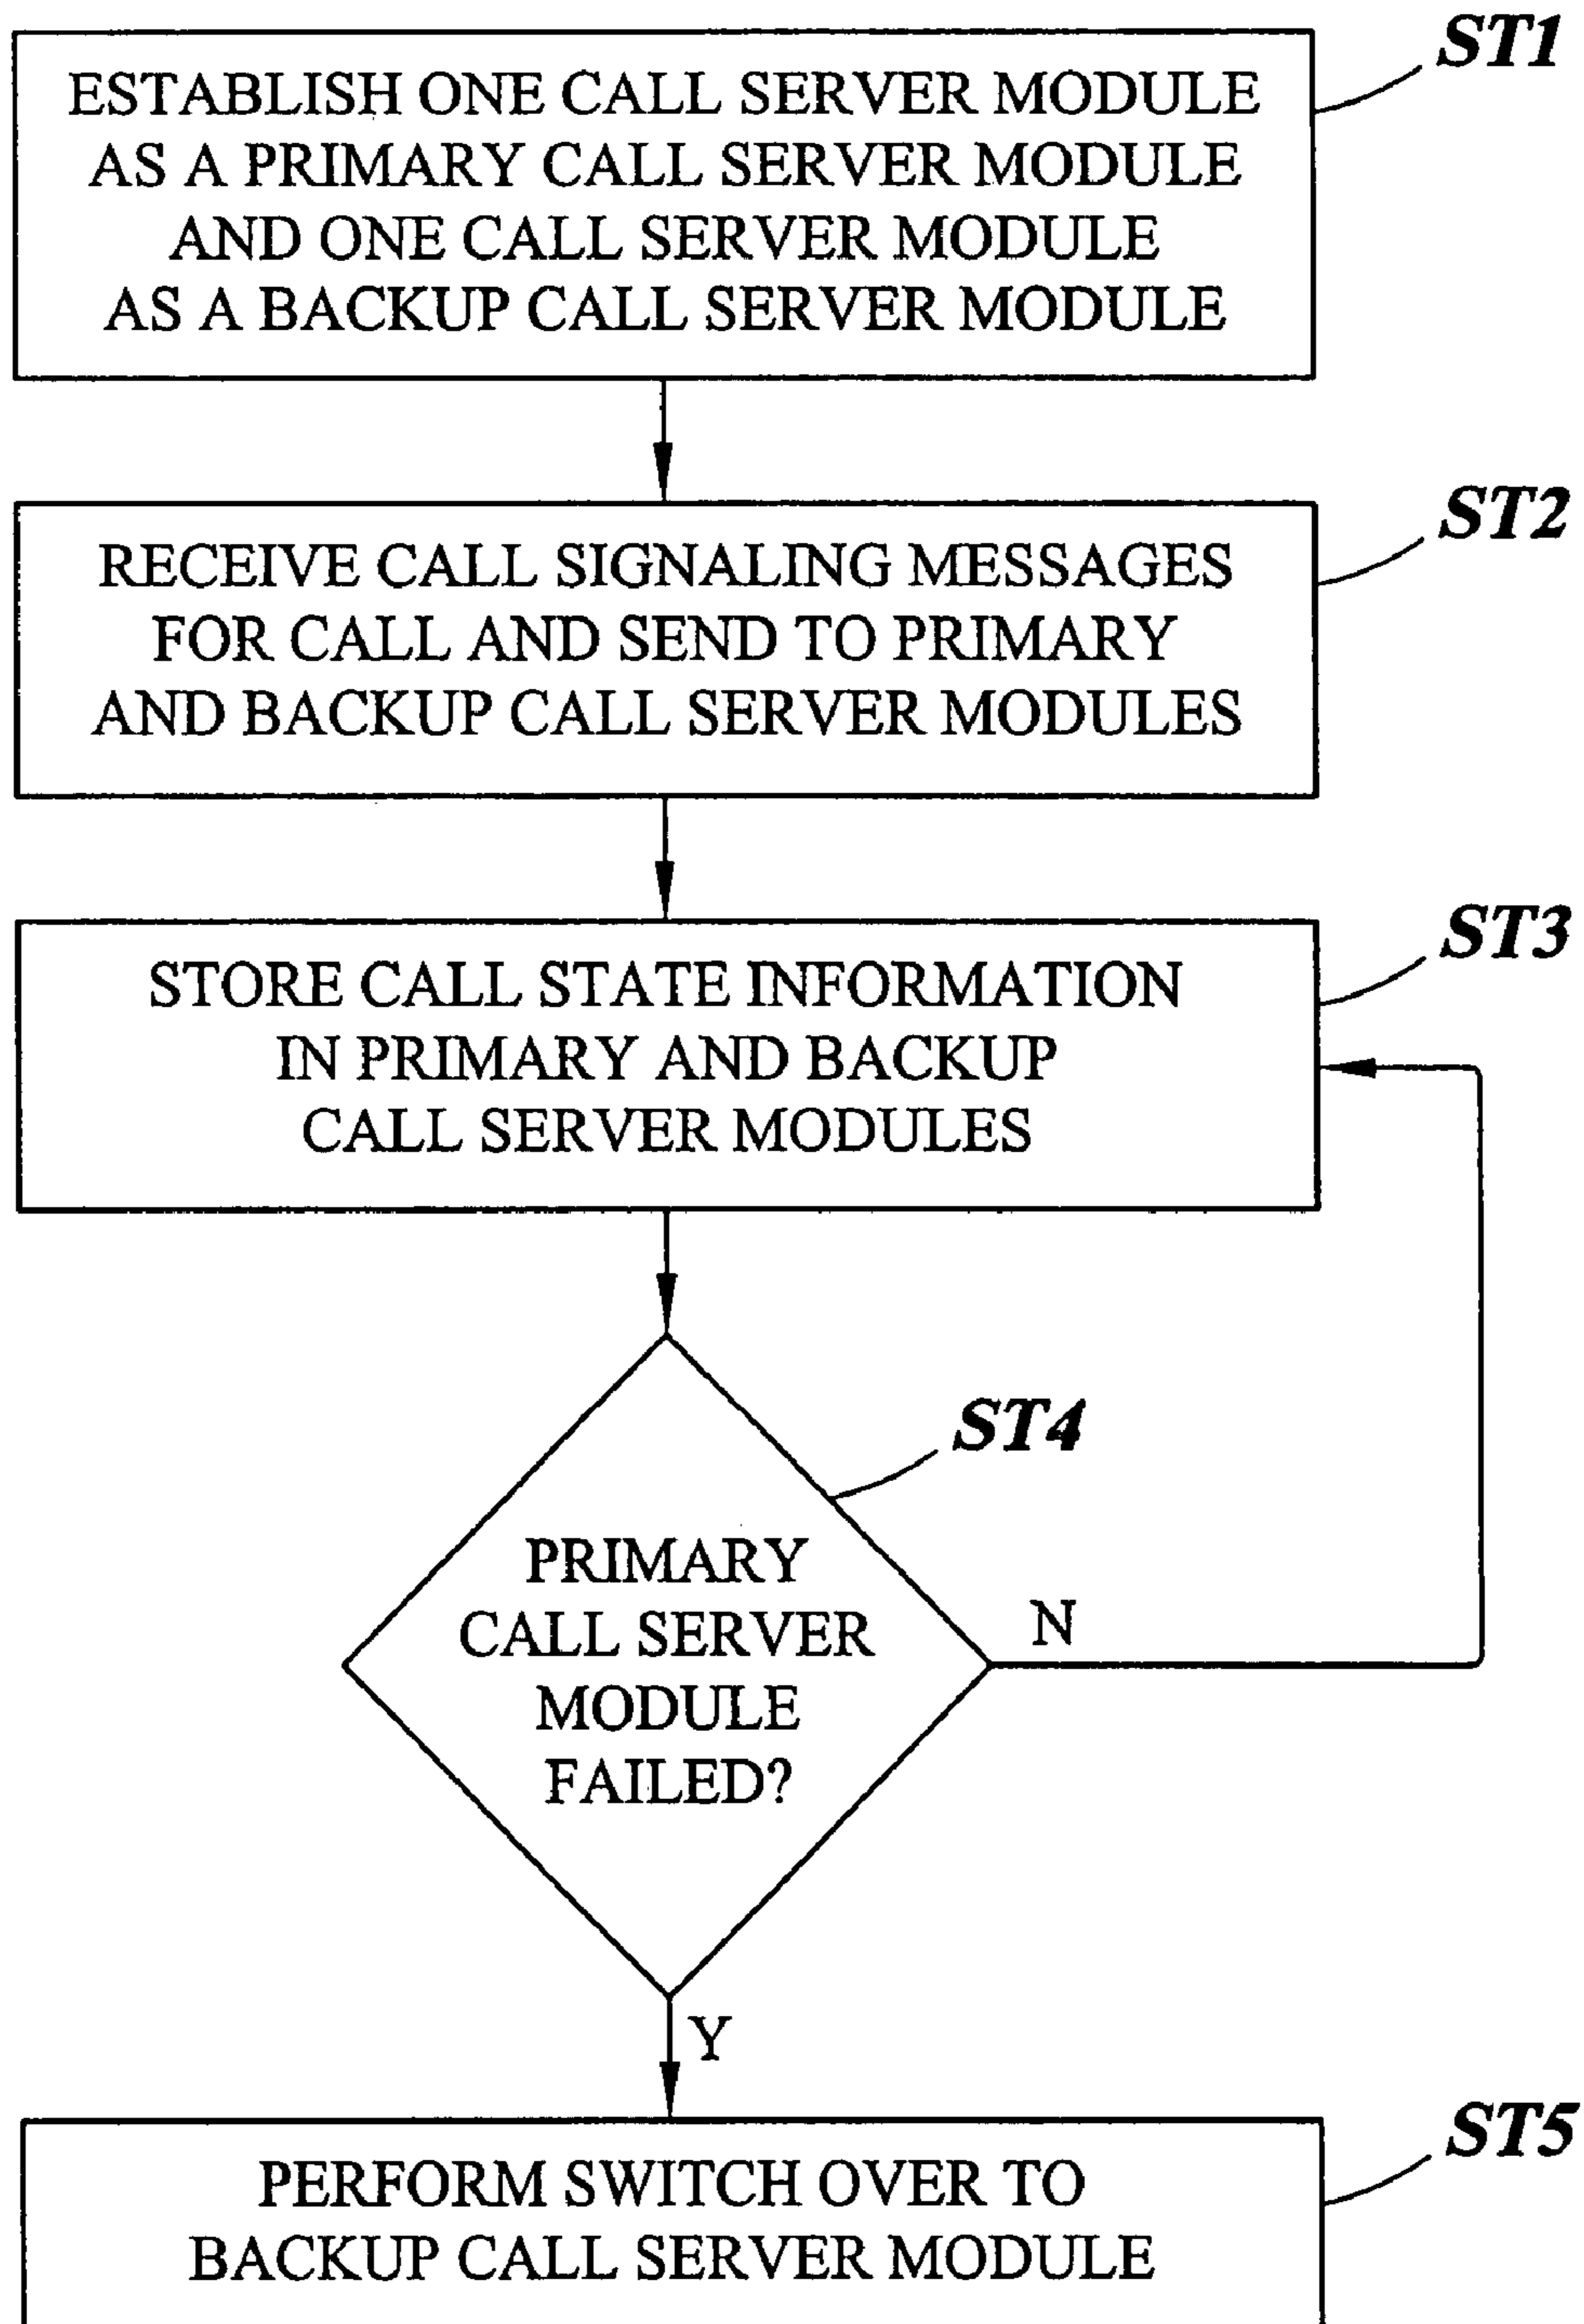 ST1
ESTABLISH ONE CALL SERVER MODULE
AS A PRIMARY CALL SERVER MODULE
AND ONE CALL SERVER MODULE
AS A BACKUP CALL SERVER MODULE
ST2
RECEIVE CALL SIGNALING MESSAGES
FOR CALL AND SEND TO PRIMARY
AND BACKUP CALL SERVER MODULES
ST3
STORE CALL STATE INFORMATION
IN PRIMARY AND BACKUP
CALL SERVER MODULES
ST4
PRIMARY
CALL SERVER
MODULE
FAILED?
N
Y
ST5
PERFORM SWITCH OVER TO
BACKUP CALL SERVER MODULE